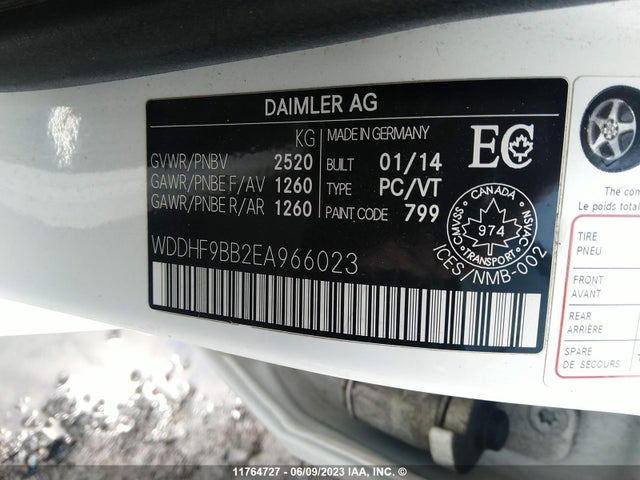 DAIMLER AG
KG
GVWR/PNBV 2520
GAWR/PNBE F/AV 1260
GAWR/PNBE R/AR 1260
MADE IN GERMANY
BUILT 01/14
TYPE PC/VT
PAINT CODE 799
EC
CANADA
CMVSS 974 NSVAC
TRANSPORT
ICES/NMB-002
WDDHF9BB2EA966023
The com
Le poids total
TIRE
PNEU
FRONT
AVANT
REAR
ARRIÈRE
SPARE
DE SECOURS
11764727 - 06/09/2023 IAA, INC. ©